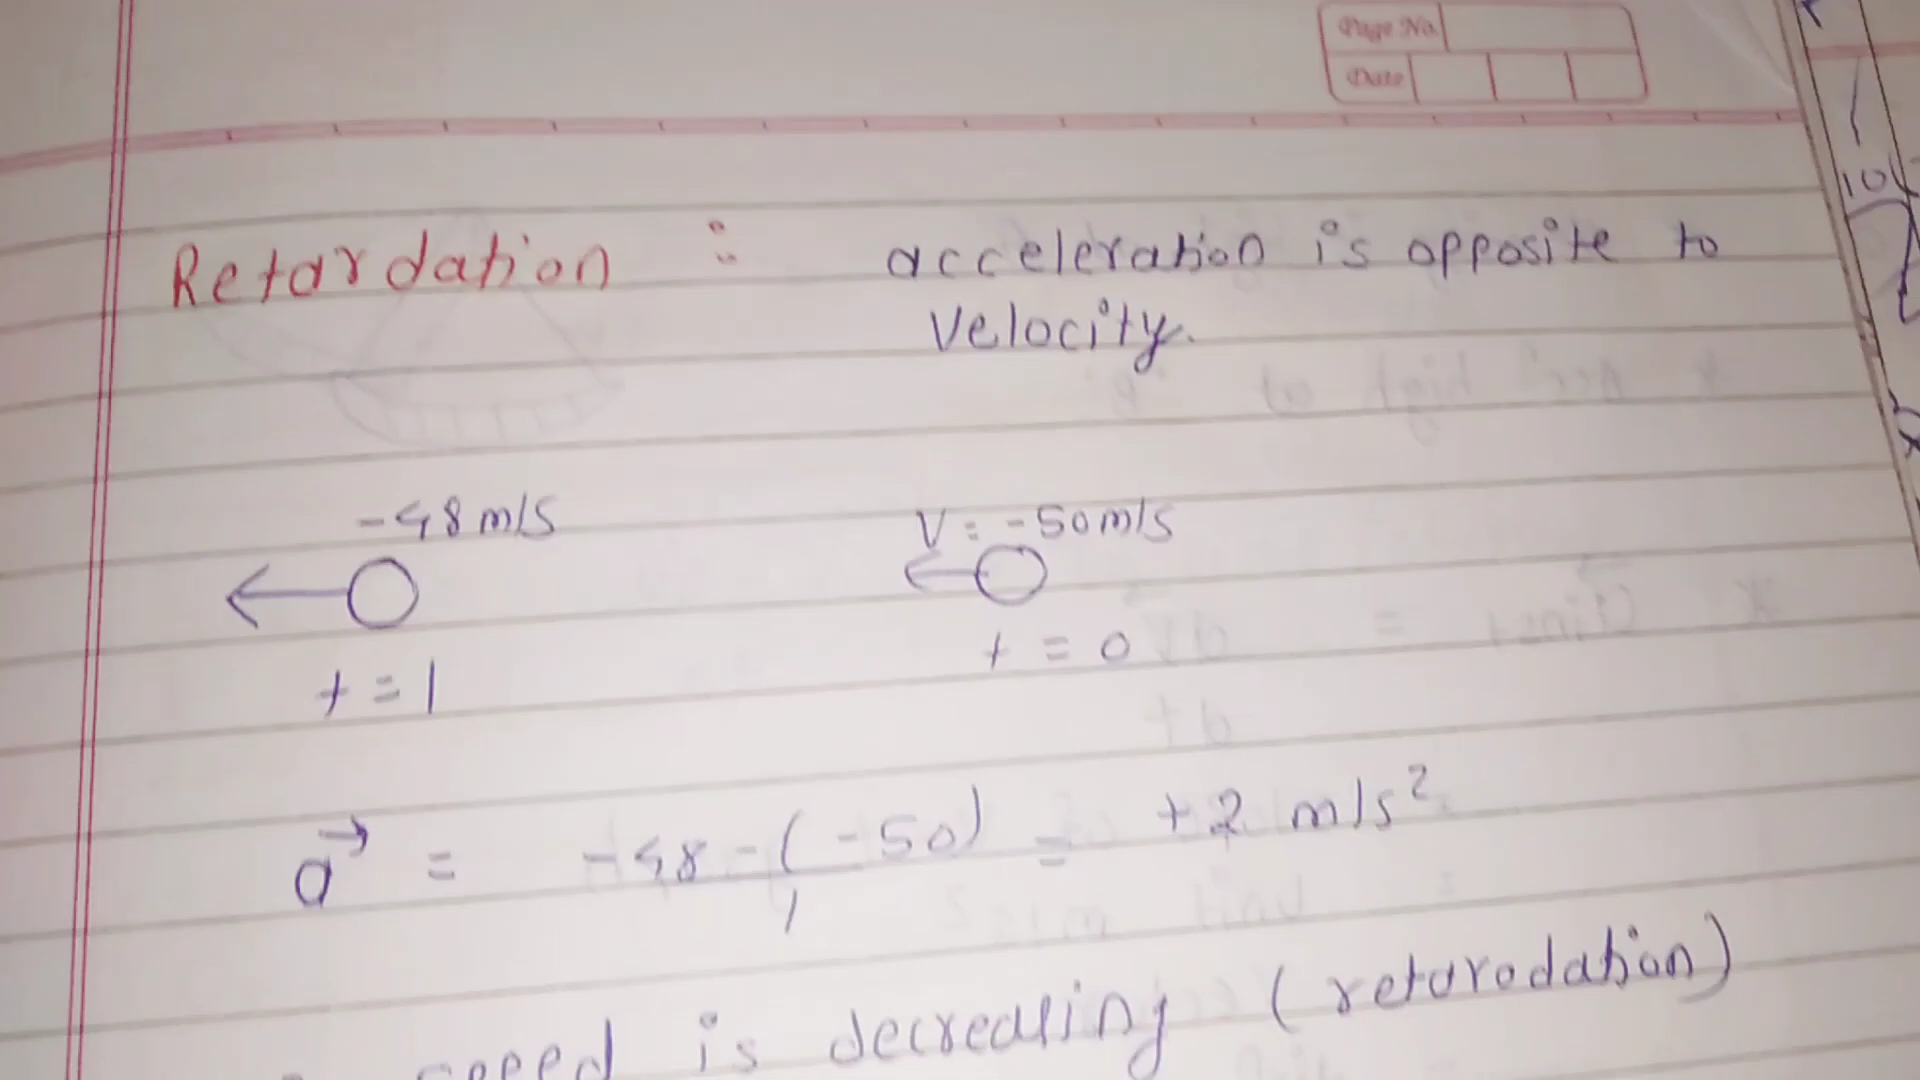 Page No.
Date
Retardation : acceleration is opposite to
velocity.
-48 m/s V = -50 m/s
t = 1 t = 0
a→ = -48 - (-50) = +2 m/s²
1
speed is decreasing (retarodation)
10